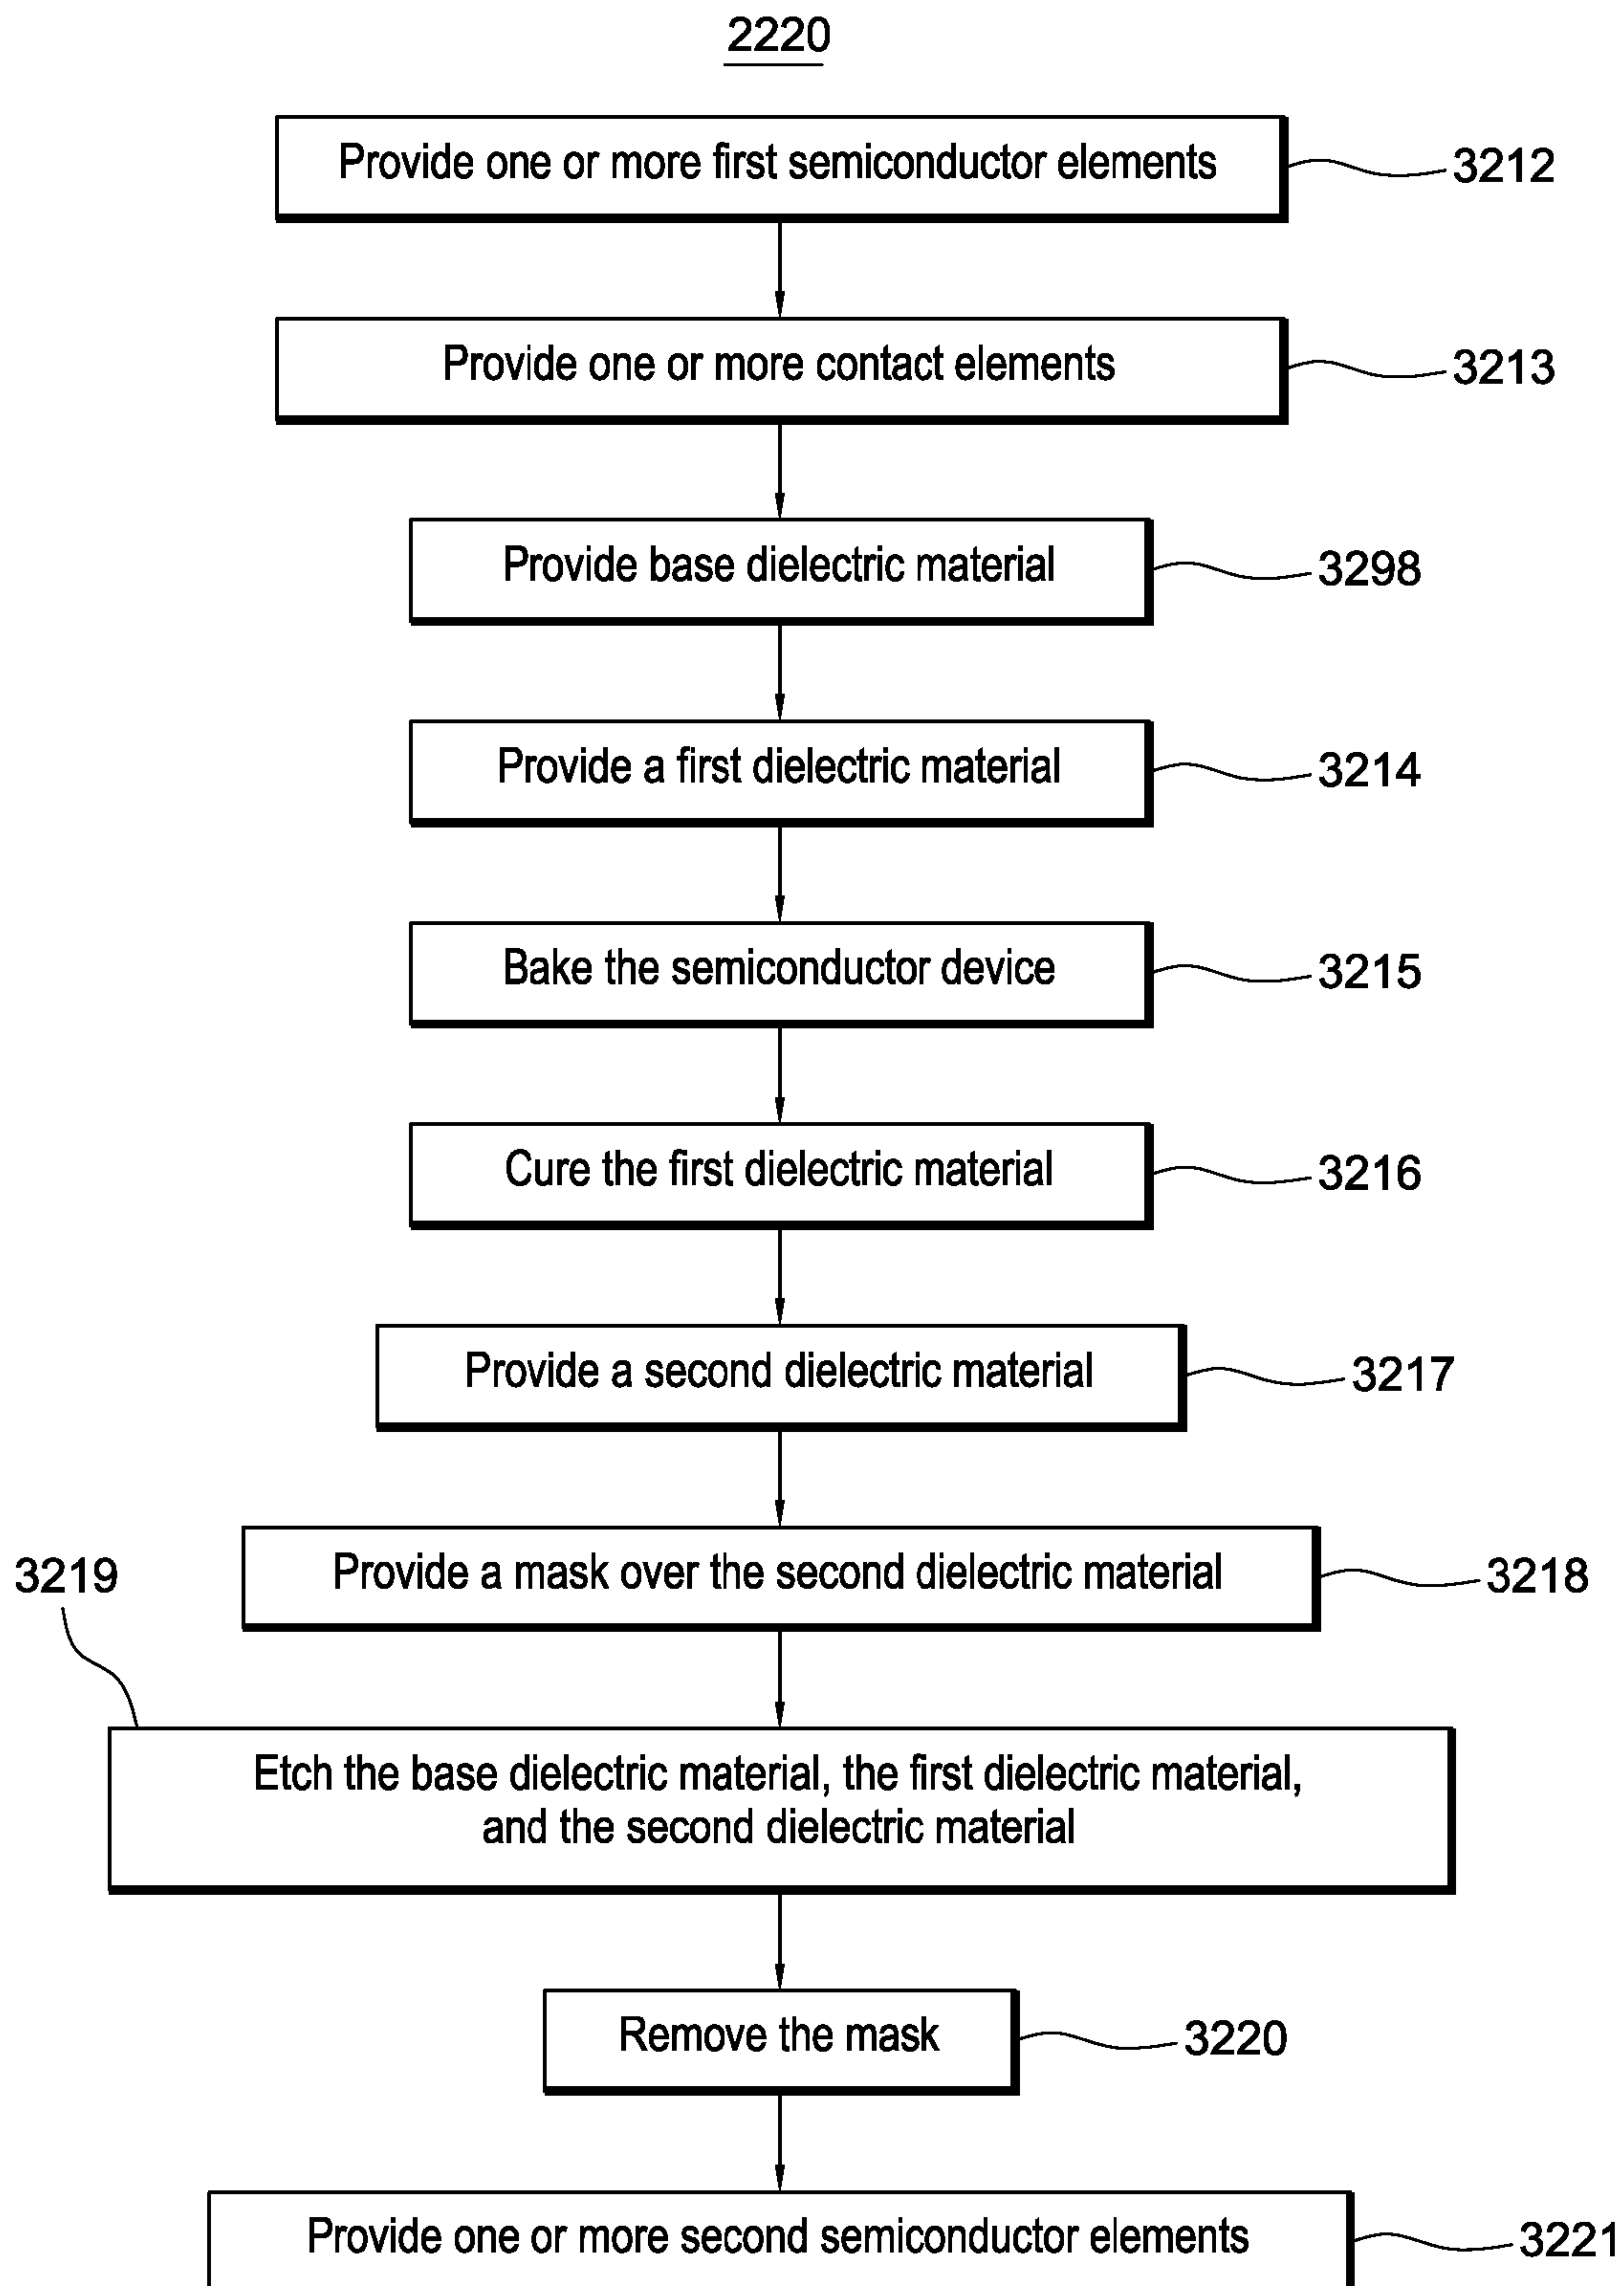 2220
Provide one or more first semiconductor elements
3212
Provide one or more contact elements
3213
Provide base dielectric material
3298
Provide a first dielectric material
3214
Bake the semiconductor device
3215
Cure the first dielectric material
3216
Provide a second dielectric material
3217
Provide a mask over the second dielectric material
3218
3219
Etch the base dielectric material, the first dielectric material,
and the second dielectric material
Remove the mask
3220
Provide one or more second semiconductor elements
3221